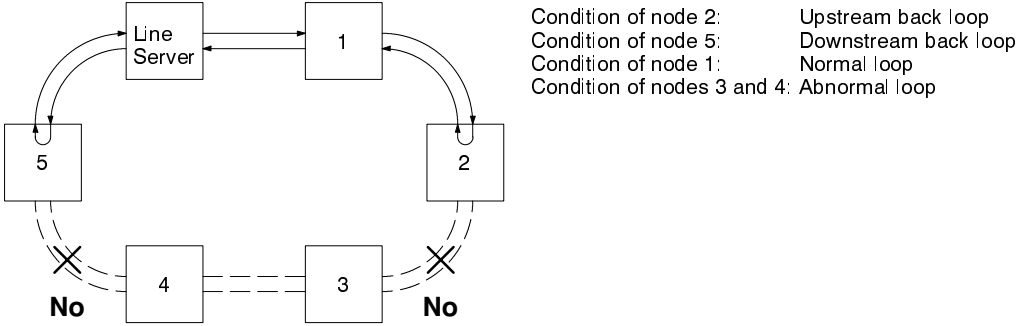 Line
Server
1
2
3
4
5
No
No
Condition of node 2: Upstream back loop
Condition of node 5: Downstream back loop
Condition of node 1: Normal loop
Condition of nodes 3 and 4: Abnormal loop